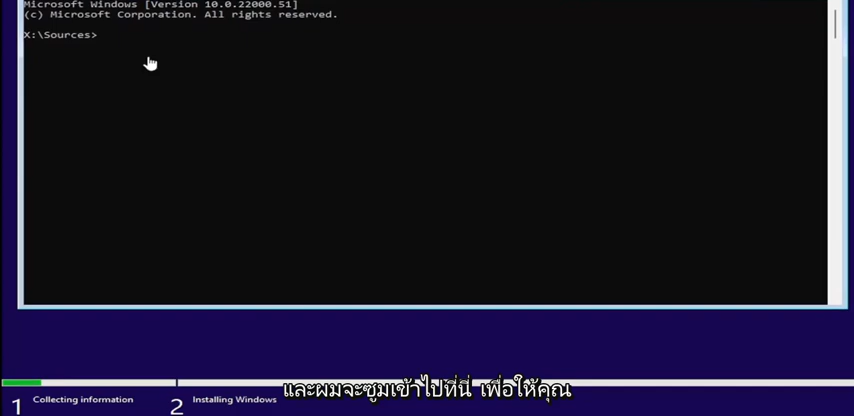 Microsoft Windows [Version 10.0.22000.51]
(c) Microsoft Corporation. All rights reserved.
X:\Sources>
และผมจะซูมเข้าไปที่นี่ เพื่อให้คุณ
1 Collecting information
2 Installing Windows